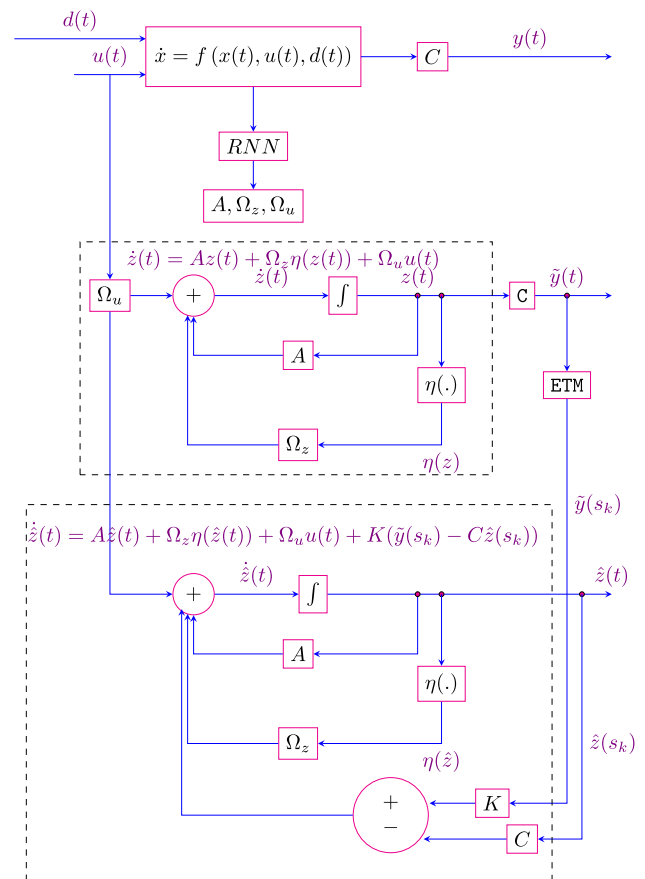 d(t)
u(t)
ẋ = f (x(t), u(t), d(t))
C
y(t)
RNN
A, Ω_z, Ω_u
ż(t) = Az(t) + Ω_zη(z(t)) + Ω_uu(t)
ż(t)
z(t)
ỹ(t)
Ω_u
+
∫
C
A
η(.)
ETM
Ω_z
η(z)
ỹ(s_k)
ẑ̇(t) = Aẑ(t) + Ω_zη(ẑ(t)) + Ω_uu(t) + K(ỹ(s_k) − Cẑ(s_k))
ẑ̇(t)
ẑ(t)
+
∫
A
η(.)
Ω_z
η(ẑ)
ẑ(s_k)
+
−
K
C